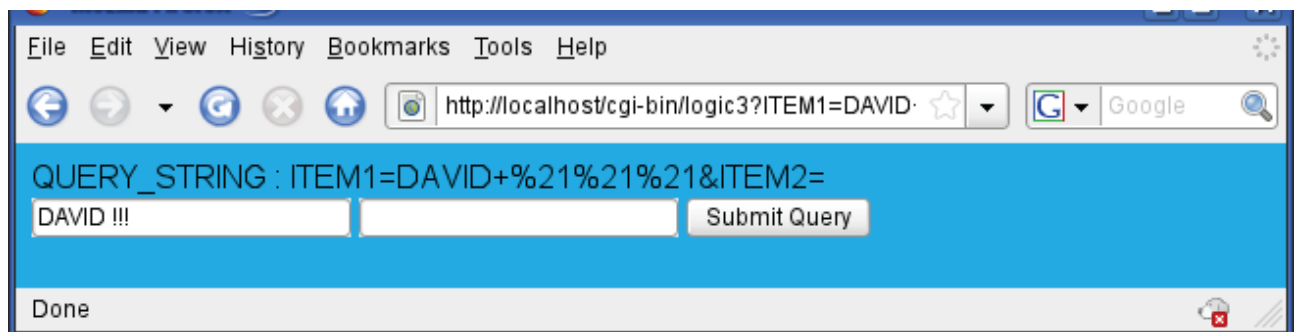 File Edit View History Bookmarks Tools Help
http://localhost/cgi-bin/logic3?ITEM1=DAVID
G Google
QUERY_STRING : ITEM1=DAVID+%21%21%21&ITEM2=
DAVID !!! Submit Query
Done